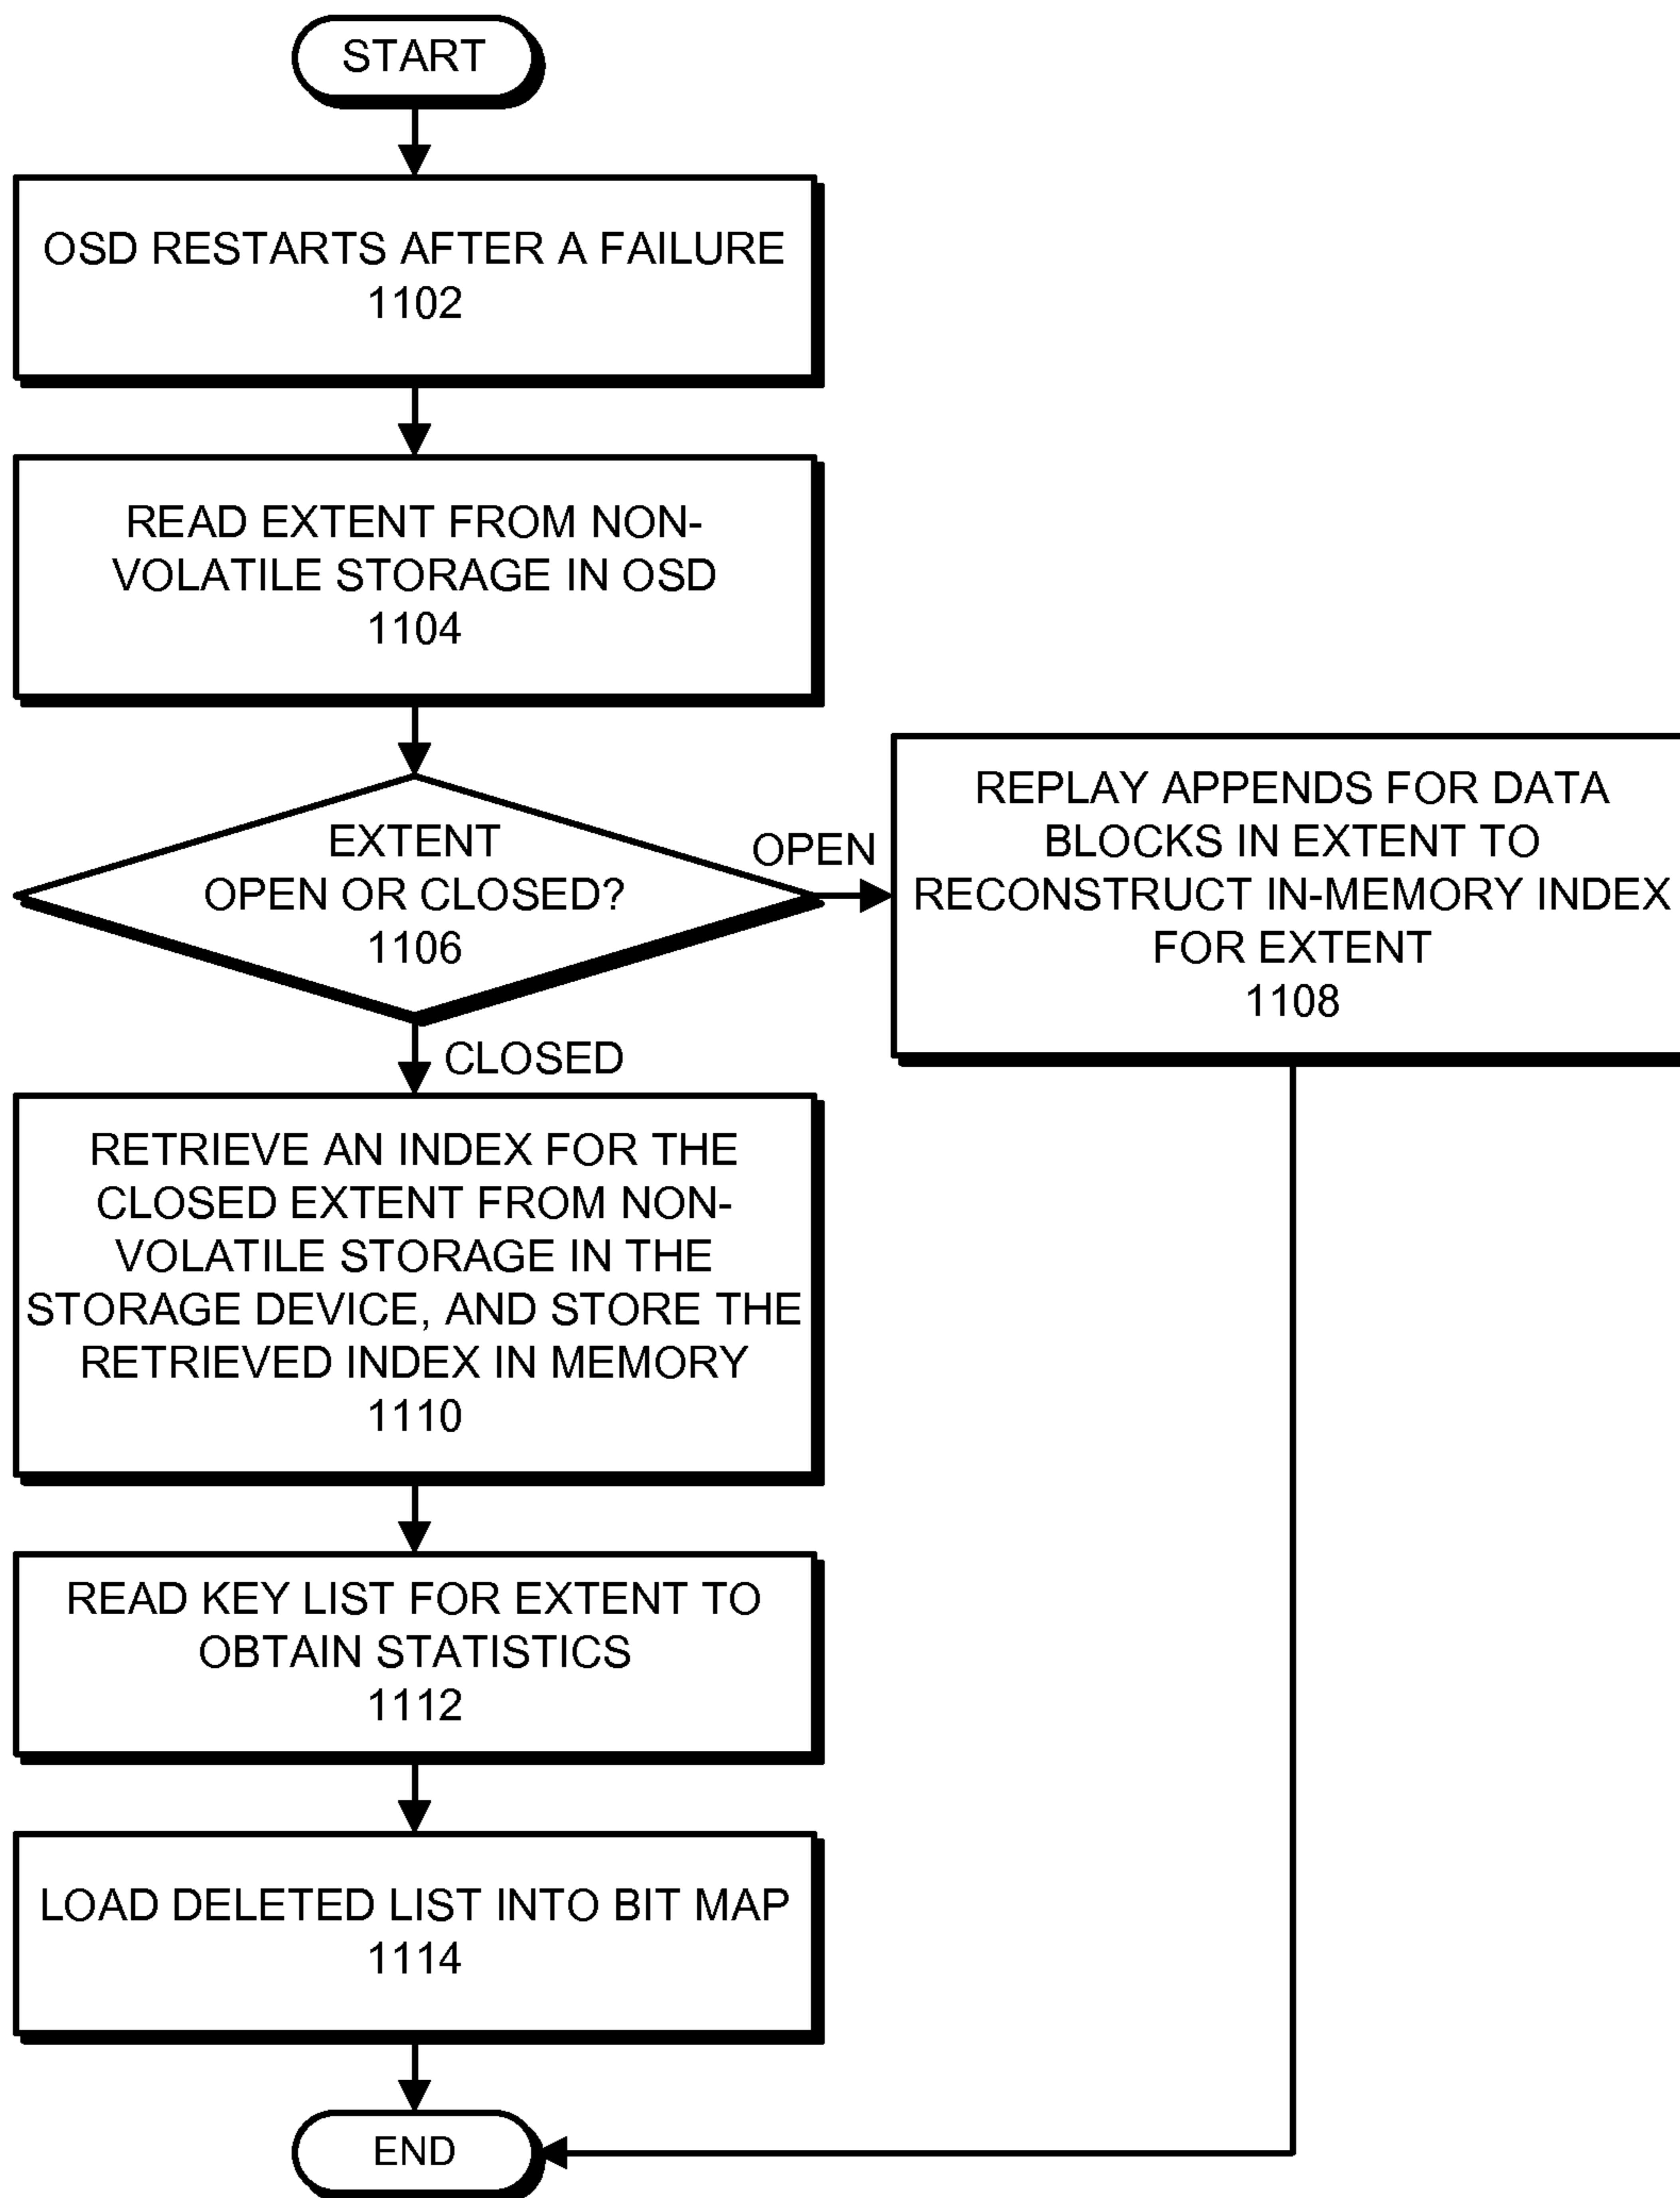 START
OSD RESTARTS AFTER A FAILURE
1102
READ EXTENT FROM NON-
VOLATILE STORAGE IN OSD
1104
EXTENT
OPEN OR CLOSED?
1106
OPEN
REPLAY APPENDS FOR DATA
BLOCKS IN EXTENT TO
RECONSTRUCT IN-MEMORY INDEX
FOR EXTENT
1108
CLOSED
RETRIEVE AN INDEX FOR THE
CLOSED EXTENT FROM NON-
VOLATILE STORAGE IN THE
STORAGE DEVICE, AND STORE THE
RETRIEVED INDEX IN MEMORY
1110
READ KEY LIST FOR EXTENT TO
OBTAIN STATISTICS
1112
LOAD DELETED LIST INTO BIT MAP
1114
END